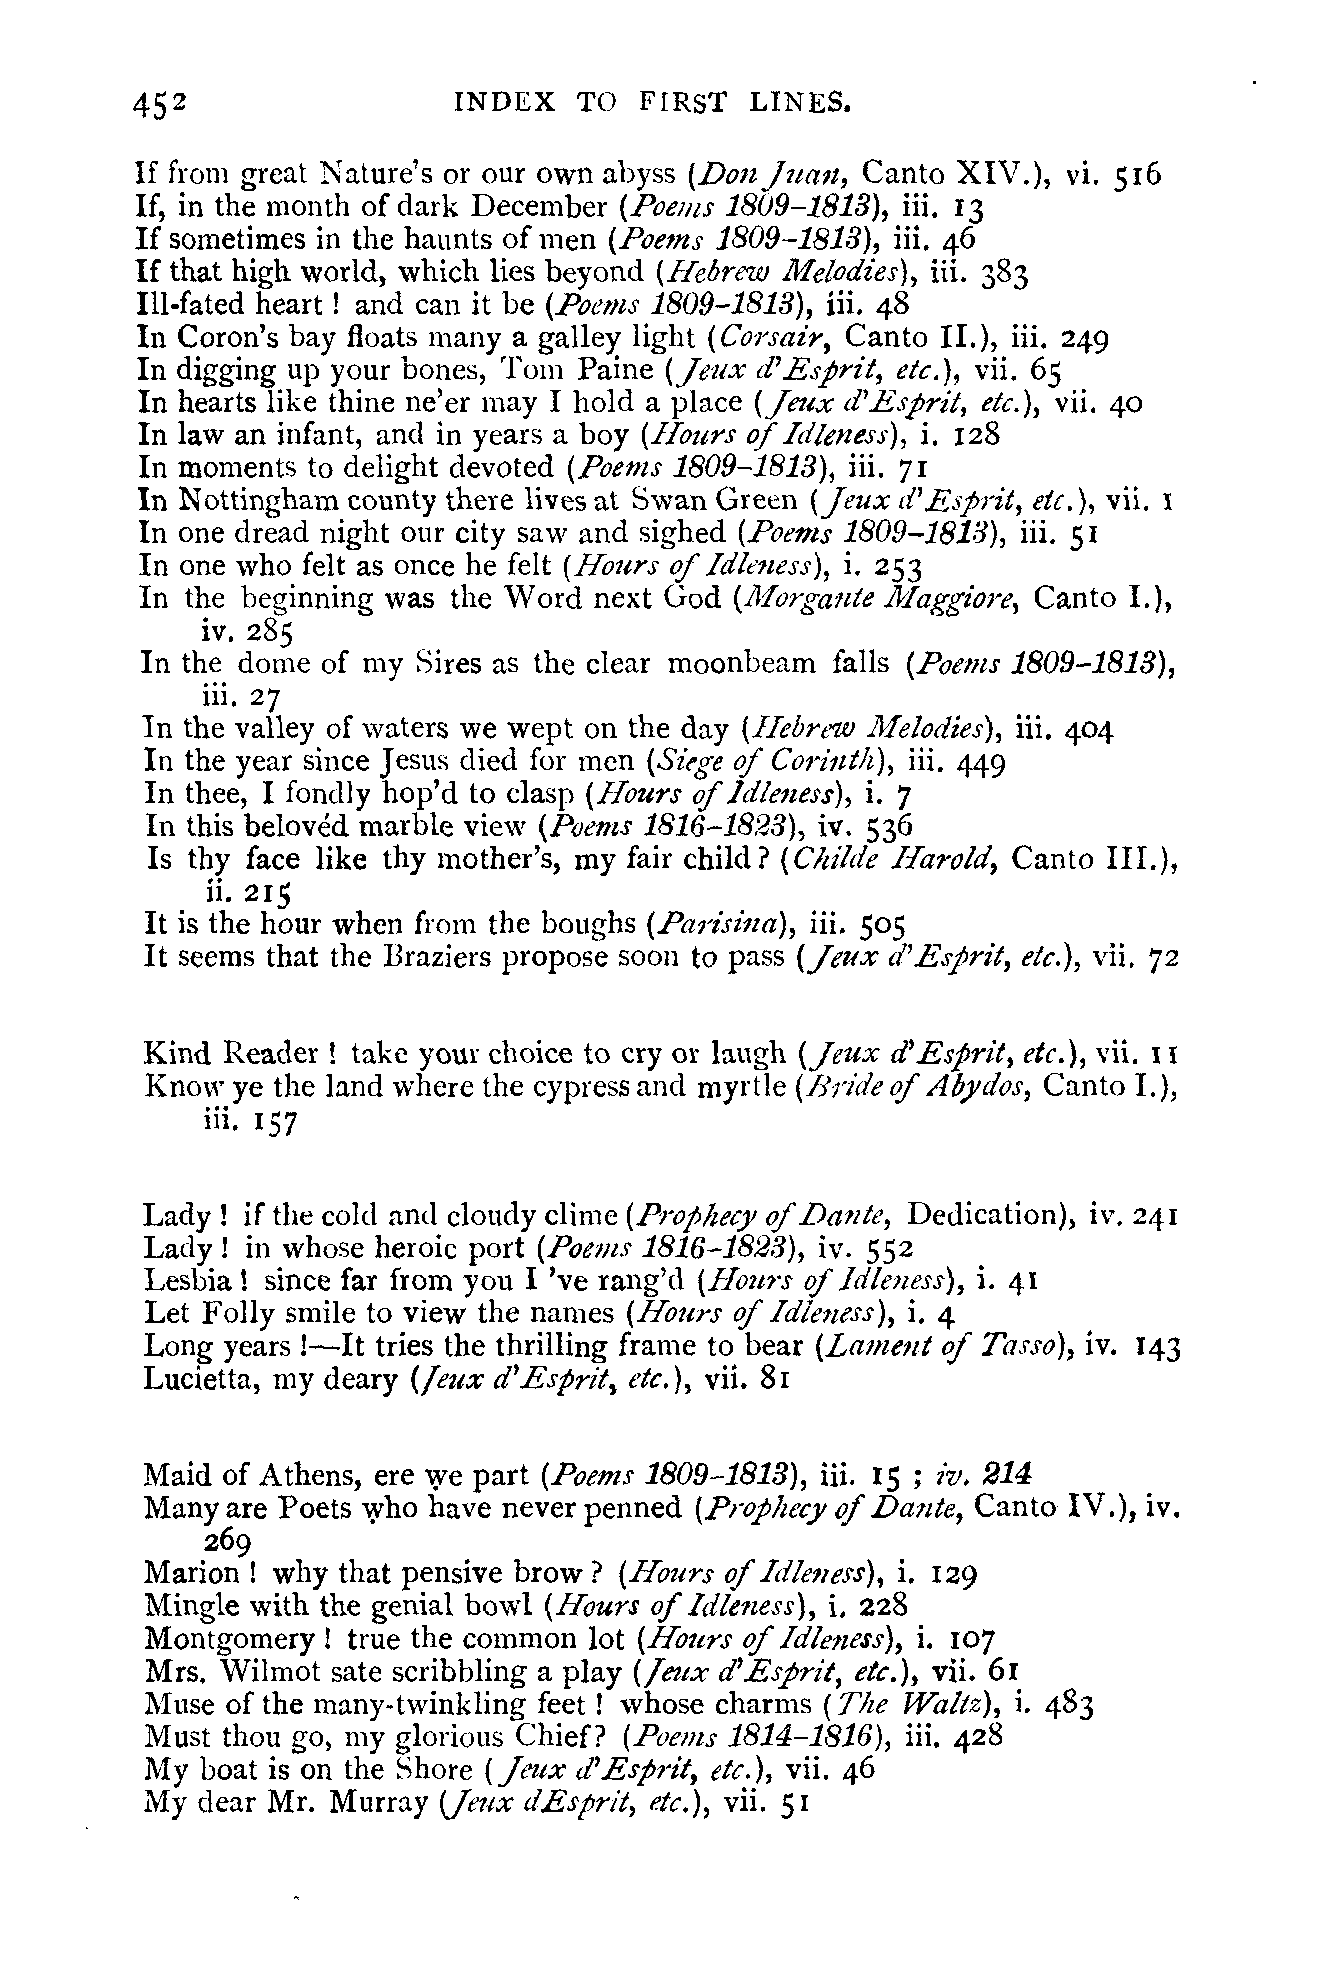 452 INDEX TO FIRST LINES.
If from great Nature's or our own abyss (Don Juan, Canto XIV.), vi. 516
If, in the month of dark December (Poems 1809–1813), iii. 13
If sometimes in the haunts of men (Poems 1809–1813), iii. 46
If that high world, which lies beyond (Hebrew Melodies), iii. 383
Ill-fated heart ! and can it be (Poems 1809–1813), iii. 48
In Coron's bay floats many a galley light (Corsair, Canto II.), iii. 249
In digging up your bones, Tom Paine (Jeux d'Esprit, etc.), vii. 65
In hearts like thine ne'er may I hold a place (Jeux d'Esprit, etc.), vii. 40
In law an infant, and in years a boy (Hours of Idleness), i. 128
In moments to delight devoted (Poems 1809–1813), iii. 71
In Nottingham county there lives at Swan Green (Jeux d'Esprit, etc.), vii. 1
In one dread night our city saw and sighed (Poems 1809–1813), iii. 51
In one who felt as once he felt (Hours of Idleness), i. 253
In the beginning was the Word next God (Morgante Maggiore, Canto I.),
iv. 285
In the dome of my Sires as the clear moonbeam falls (Poems 1809–1813),
iii. 27
In the valley of waters we wept on the day (Hebrew Melodies), iii. 404
In the year since Jesus died for men (Siege of Corinth), iii. 449
In thee, I fondly hop'd to clasp (Hours of Idleness), i. 7
In this belovéd marble view (Poems 1816–1823), iv. 536
Is thy face like thy mother's, my fair child ? (Childe Harold, Canto III.),
ii. 215
It is the hour when from the boughs (Parisina), iii. 505
It seems that the Braziers propose soon to pass (Jeux d'Esprit, etc.), vii. 72
Kind Reader ! take your choice to cry or laugh (Jeux d'Esprit, etc.), vii. 11
Know ye the land where the cypress and myrtle (Bride of Abydos, Canto I.),
iii. 157
Lady ! if the cold and cloudy clime (Prophecy of Dante, Dedication), iv. 241
Lady ! in whose heroic port (Poems 1816–1823), iv. 552
Lesbia ! since far from you I 've rang'd (Hours of Idleness), i. 41
Let Folly smile to view the names (Hours of Idleness), i. 4
Long years !—It tries the thrilling frame to bear (Lament of Tasso), iv. 143
Lucietta, my deary (Jeux d'Esprit, etc.), vii. 81
Maid of Athens, ere we part (Poems 1809–1813), iii. 15 ; iv. 214
Many are Poets who have never penned (Prophecy of Dante, Canto IV.), iv.
269
Marion ! why that pensive brow ? (Hours of Idleness), i. 129
Mingle with the genial bowl (Hours of Idleness), i. 228
Montgomery ! true the common lot (Hours of Idleness), i. 107
Mrs. Wilmot sate scribbling a play (Jeux d'Esprit, etc.), vii. 61
Muse of the many-twinkling feet ! whose charms (The Waltz), i. 483
Must thou go, my glorious Chief? (Poems 1814–1816), iii. 428
My boat is on the Shore (Jeux d'Esprit, etc.), vii. 46
My dear Mr. Murray (Jeux dEsprit, etc.), vii. 51